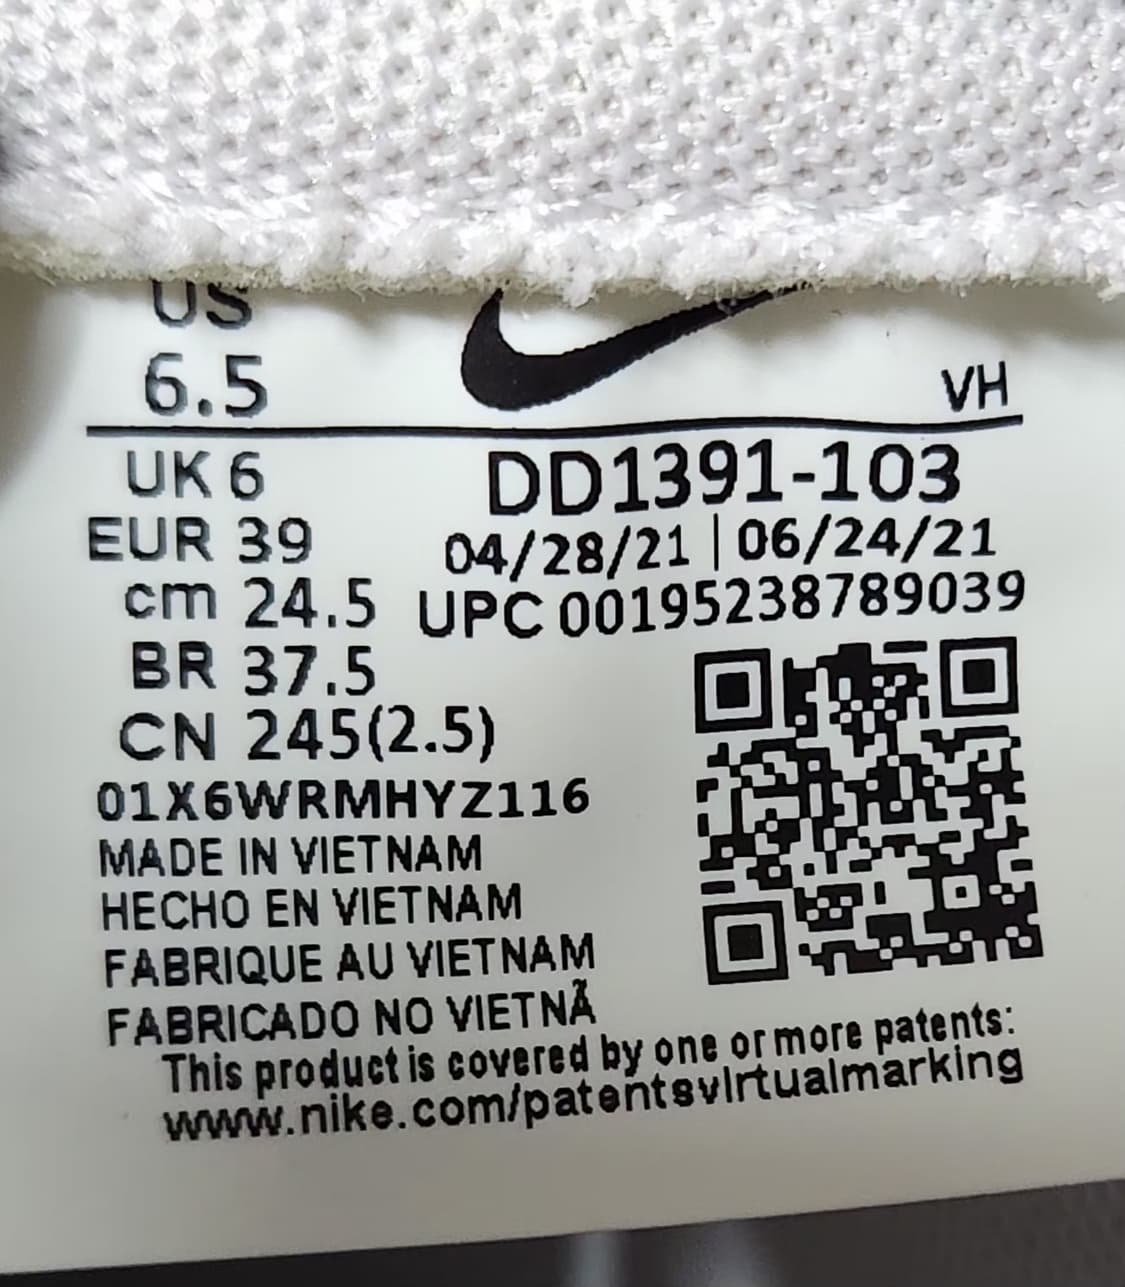 US
6.5
VH
UK 6
EUR 39
cm 24.5
BR 37.5
CN 245(2.5)
DD1391-103
04/28/21 | 06/24/21
UPC 00195238789039
01X6WRMHYZ116
MADE IN VIETNAM
HECHO EN VIETNAM
FABRIQUE AU VIETNAM
FABRICADO NO VIETNÃ
This product is covered by one or more patents:
www.nike.com/patentsvirtualmarking